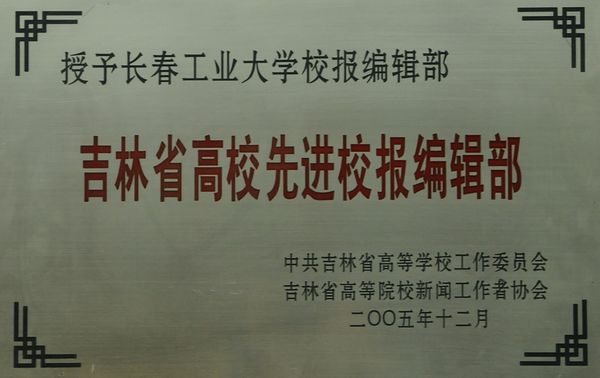 授予长春工业大学校报编辑部
吉林省高校先进校报编辑部
中共吉林省高等学校工作委员会
吉林省高等院校新闻工作者协会
二〇〇五年十二月